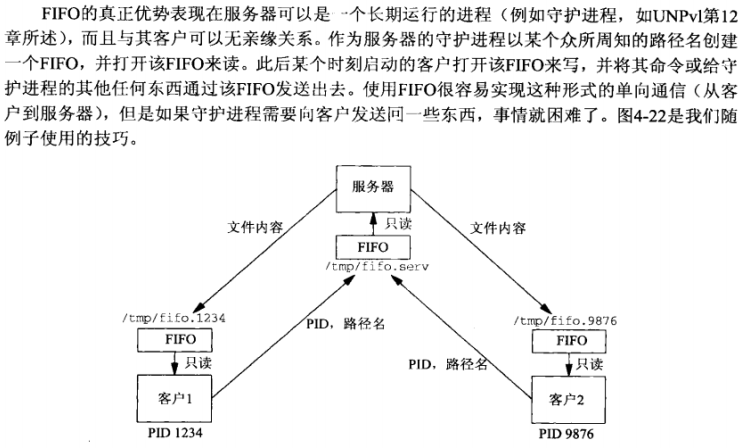 FIFO的真正优势表现在服务器可以是一个长期运行的进程（例如守护进程，如UNPv1第12
章所述），而且与其客户可以无亲缘关系。作为服务器的守护进程以某个众所周知的路径名创建
一个FIFO，并打开该FIFO来读。此后某个时刻启动的客户打开该FIFO来写，并将其命令或给守
护进程的其他任何东西通过该FIFO发送出去。使用FIFO很容易实现这种形式的单向通信（从客
户到服务器），但是如果守护进程需要向客户发送回一些东西，事情就困难了。图4-22是我们随
例子使用的技巧。
服务器
文件内容
只读
文件内容
FIFO
/tmp/fifo.serv
/tmp/fifo.1234
/tmp/fifo.9876
FIFO
PID，路径名
FIFO
只读
PID，路径名
只读
客户1
客户2
PID 1234
PID 9876